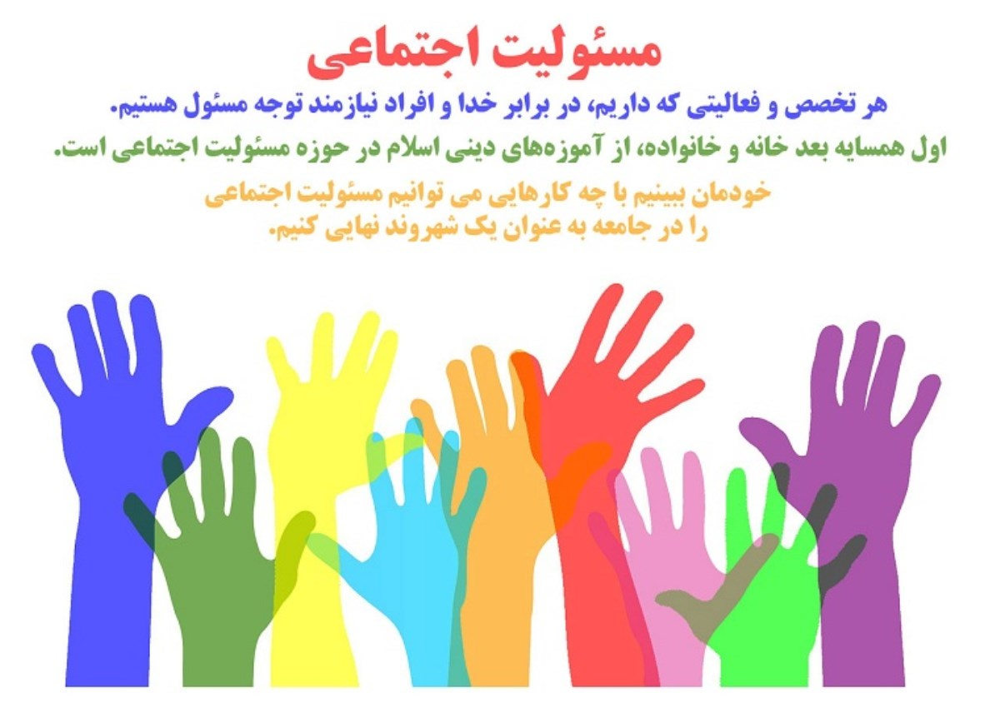 مسئولیت اجتماعی
هر تخصص و فعالیتی که داریم، در برابر خدا و افراد نیازمند توجه مسئول هستیم.
اول همسایه بعد خانه و خانواده، از آموزه‌های دینی اسلام در حوزه مسئولیت اجتماعی است.
خودمان ببینیم با چه کارهایی می توانیم مسئولیت اجتماعی
را در جامعه به عنوان یک شهروند نهایی کنیم.